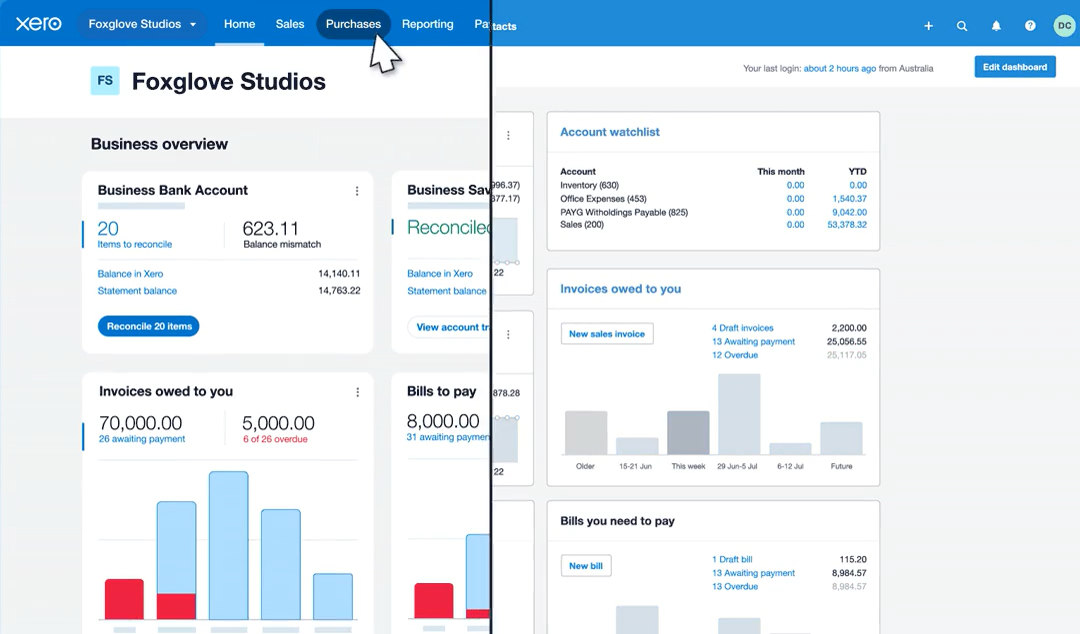 xero Foxglove Studios Home Sales Purchases Reporting Pa
tacts
DC
FS Foxglove Studios
Business overview
Business Bank Account
20
Items to reconcile
623.11
Balance mismatch
Balance in Xero 14,140.11
Statement balance 14,763.22
Reconcile 20 items
Business Sav
Reconciled
Balance in Xero
Statement balance
View account tr
Invoices owed to you
70,000.00
26 awaiting payment
5,000.00
6 of 26 overdue
Bills to pay
8,000.00
31 awaiting paymen
Your last login: about 2 hours ago from Australia
Edit dashboard
996.37)
677.17)
22
878.28
22
Account watchlist
Account This month YTD
Inventory (630) 0.00 0.00
Office Expenses (453) 0.00 1,540.37
PAYG Witholdings Payable (825) 0.00 9,042.00
Sales (200) 0.00 53,378.32
Invoices owed to you
New sales invoice
4 Draft invoices 2,200.00
13 Awaiting payment 25,056.55
12 Overdue 25,117.05
Older 15-21 Jun This week 29 Jun-5 Jul 6-12 Jul Future
Bills you need to pay
New bill
1 Draft bill 115.20
13 Awaiting payment 8,984.57
13 Overdue 8,984.57